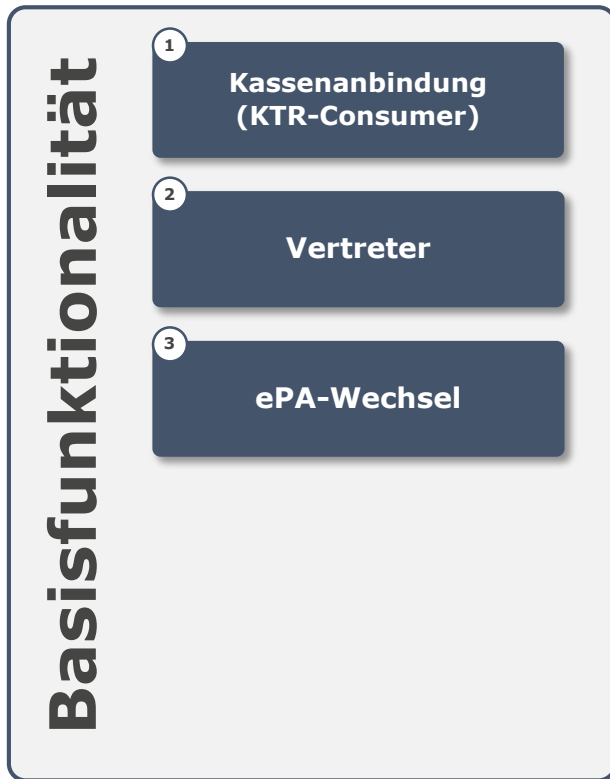 Basisfunktionalität
1
Kassenanbindung
(KTR-Consumer)
2
Vertreter
3
ePA-Wechsel